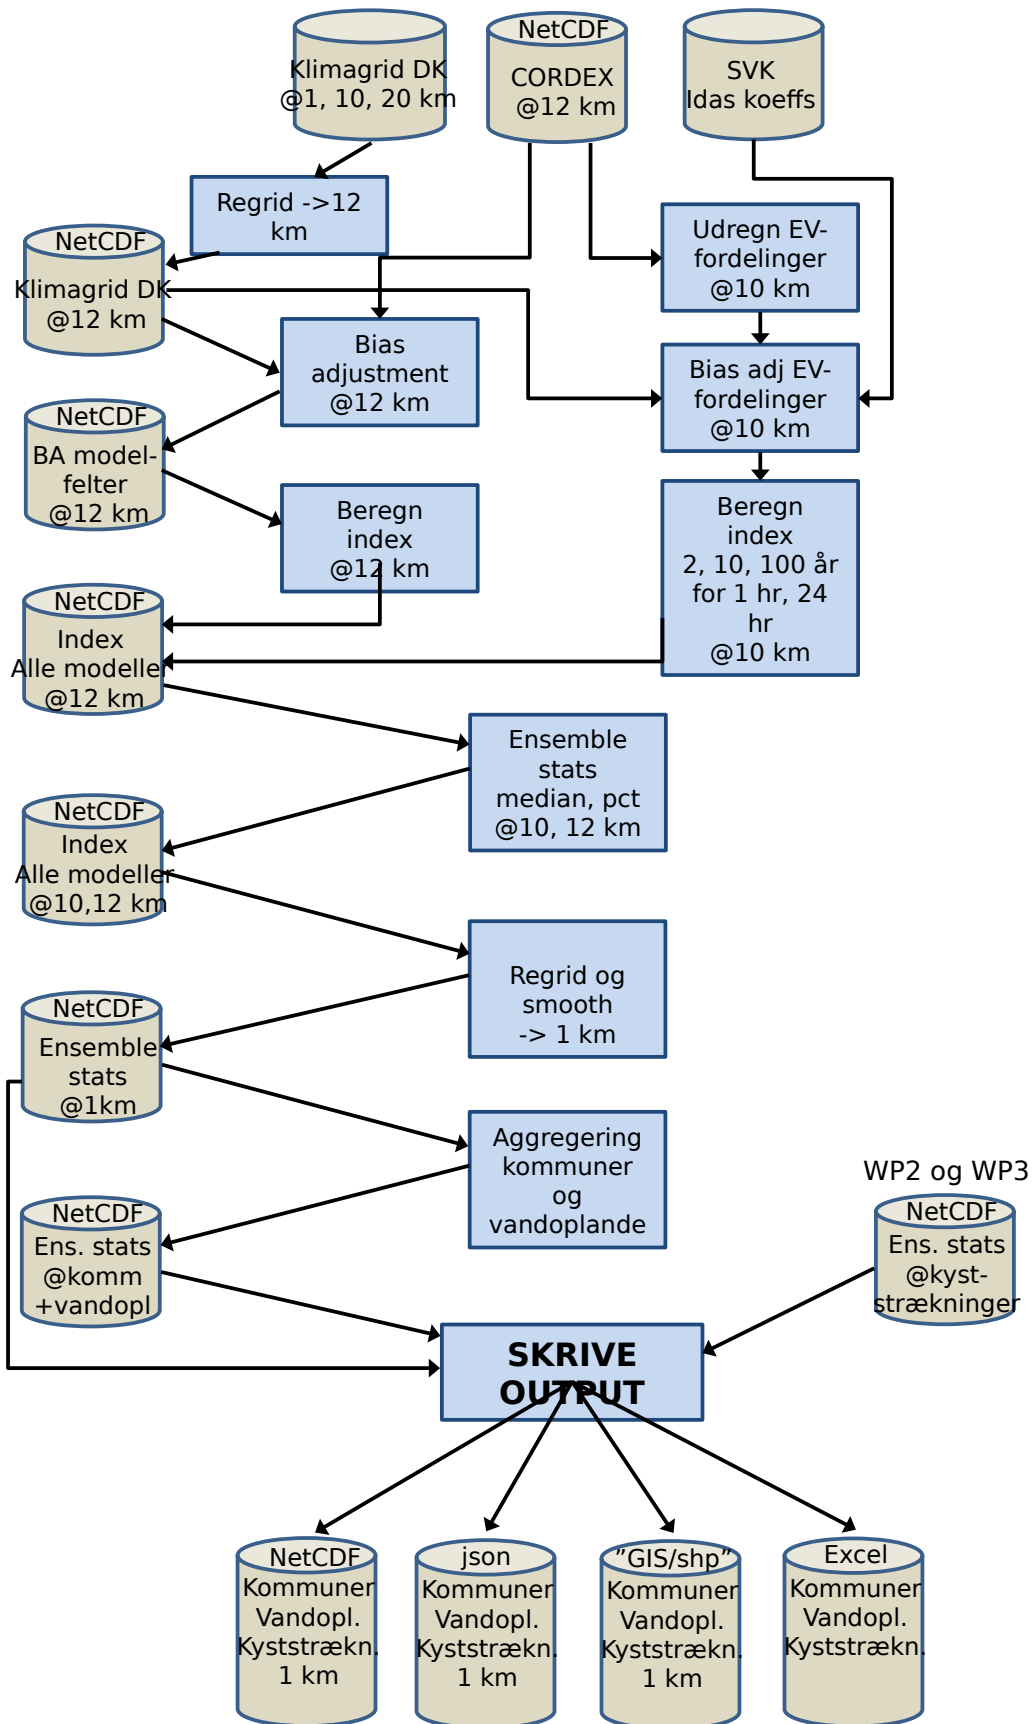 Klimagrid DK
@1, 10, 20 km
NetCDF
CORDEX
@12 km
SVK
Idas koeffs
Regrid ->12
km
Udregn EV-
fordelinger
@10 km
NetCDF
Klimagrid DK
@12 km
Bias
adjustment
@12 km
Bias adj EV-
fordelinger
@10 km
NetCDF
BA model-
felter
@12 km
Beregn
index
@12 km
Beregn
index
2, 10, 100 år
for 1 hr, 24
hr
@10 km
NetCDF
Index
Alle modeller
@12 km
Ensemble
stats
median, pct
@10, 12 km
NetCDF
Index
Alle modeller
@10,12 km
Regrid og
smooth
-> 1 km
NetCDF
Ensemble
stats
@1km
Aggregering
kommuner
og
vandoplande
WP2 og WP3
NetCDF
Ens. stats
@kyst-
strækninger
NetCDF
Ens. stats
@komm
+vandopl
SKRIVE
OUTPUT
NetCDF
Kommuner
Vandopl.
Kyststrækn.
1 km
json
Kommuner
Vandopl.
Kyststrækn.
1 km
”GIS/shp”
Kommuner
Vandopl.
Kyststrækn.
1 km
Excel
Kommuner
Vandopl.
Kyststrækn.